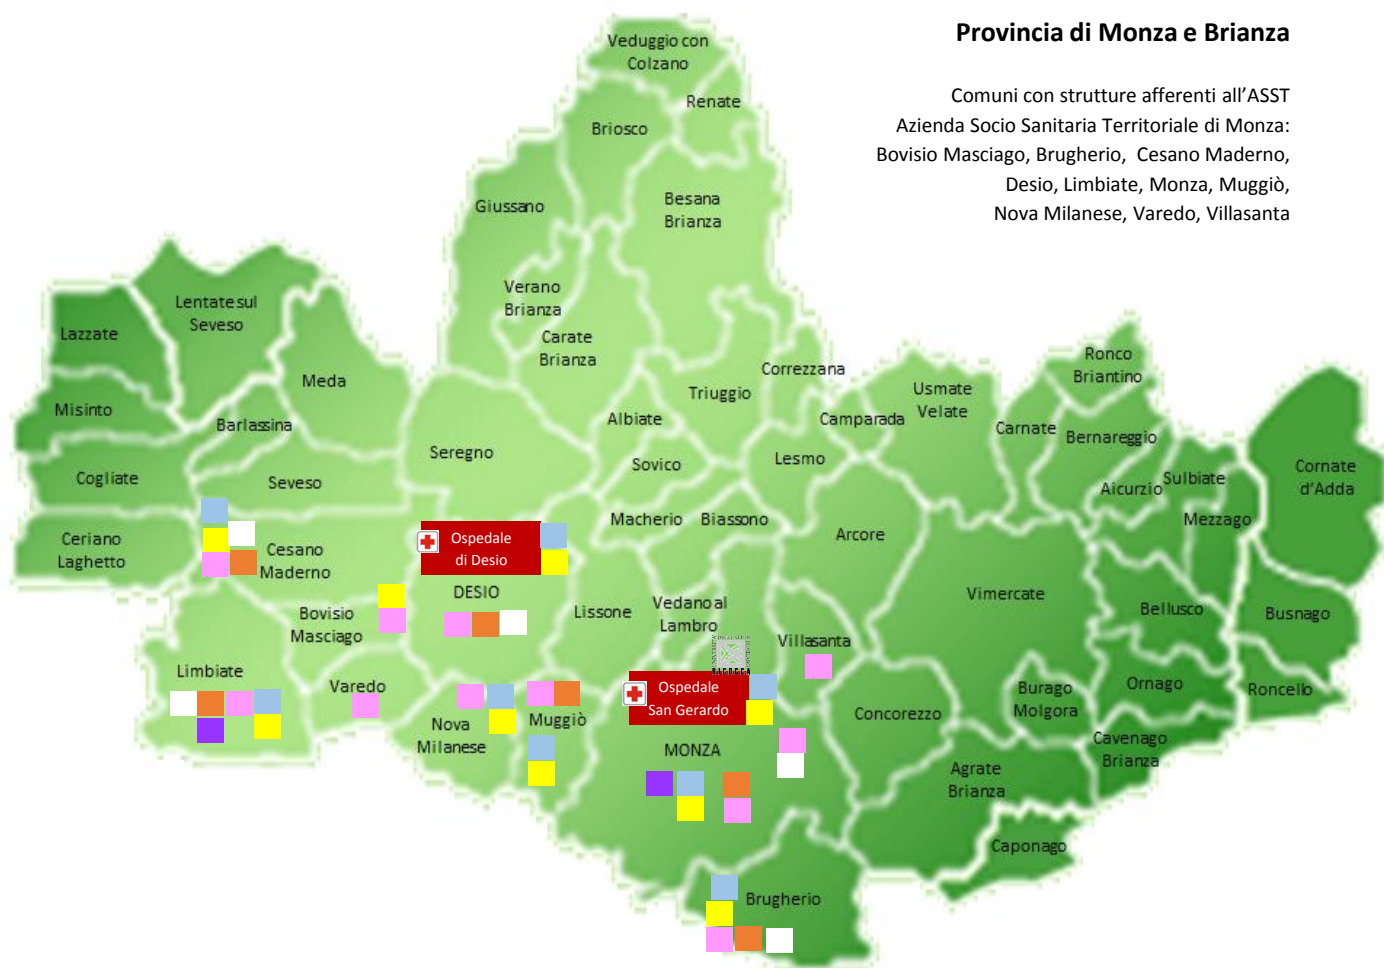 Provincia di Monza e Brianza
Comuni con strutture afferenti all'ASST
Azienda Socio Sanitaria Territoriale di Monza:
Bovisio Masciago, Brugherio, Cesano Maderno,
Desio, Limbiate, Monza, Muggiò,
Nova Milanese, Varedo, Villasanta
Veduggio con
Colzano
Renate
Briosco
Giussano
Besana
Brianza
Verano
Brianza
Carate
Brianza
Lentate sul
Seveso
Lazzate
Meda
Misinto
Barlassina
Triuggio
Correzzana
Ronco
Briantino
Usmate
Velate
Albiate
Camparada
Carnate
Bernareggio
Seregno
Sovico
Lesmo
Cogliate
Seveso
Aicurzio
Sulbiate
Cornate
d'Adda
Macherio
Biassono
Arcore
Mezzago
Ceriano
Laghetto
Cesano
Maderno
Ospedale
di Desio
DESIO
Bovisio
Masciago
Lissone
Vedano al
Lambro
Vimercate
Bellusco
Busnago
Villasanta
BICOCCA
Limbiate
Varedo
Nova
Milanese
Muggiò
Ospedale
San Gerardo
MONZA
Concorezzo
Burago
Molgora
Ornago
Roncello
Cavenago
Brianza
Agrate
Brianza
Caponago
Brugherio